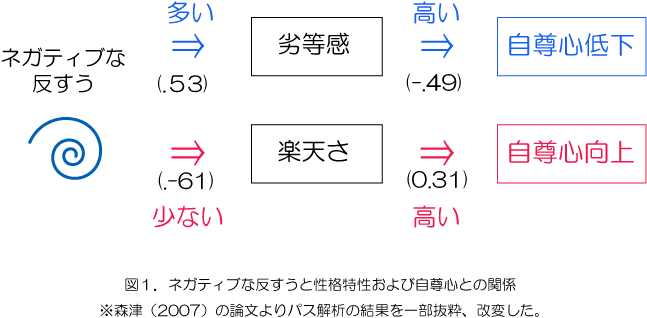 多い
高い
ネガティブな
反すう
⇒
劣等感
⇒
自尊心低下
(.53)
(-.49)
⇒
楽天さ
⇒
自尊心向上
(.-61)
(0.31)
少ない
高い
図1．ネガティブな反すうと性格特性および自尊心との関係
※森津（2007）の論文よりパス解析の結果を一部抜粋、改変した。